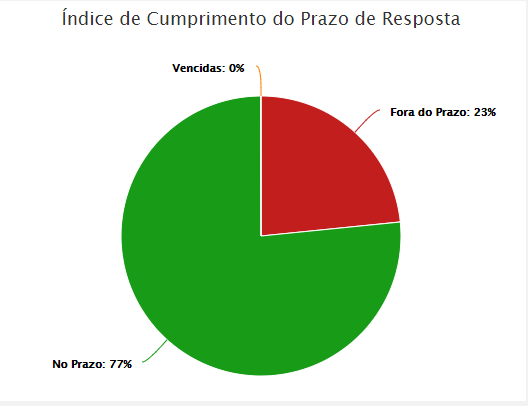 Índice de Cumprimento do Prazo de Resposta
Vencidas: 0%
Fora do Prazo: 23%
No Prazo: 77%